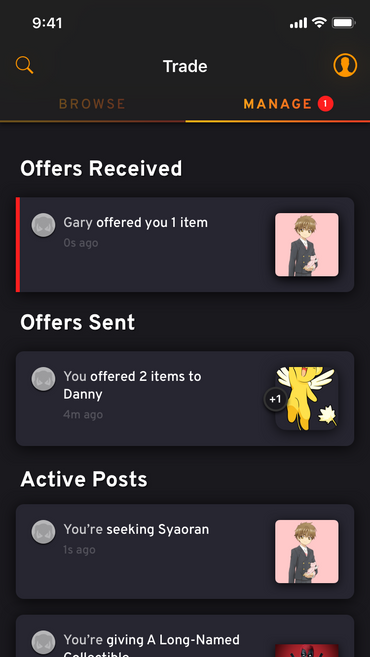 9:41
Trade
BROWSE
MANAGE 1
Offers Received
Gary offered you 1 item
0s ago
Offers Sent
You offered 2 items to
Danny
4m ago
+1
Active Posts
You’re seeking Syaoran
1s ago
You’re giving A Long-Named
Collectible